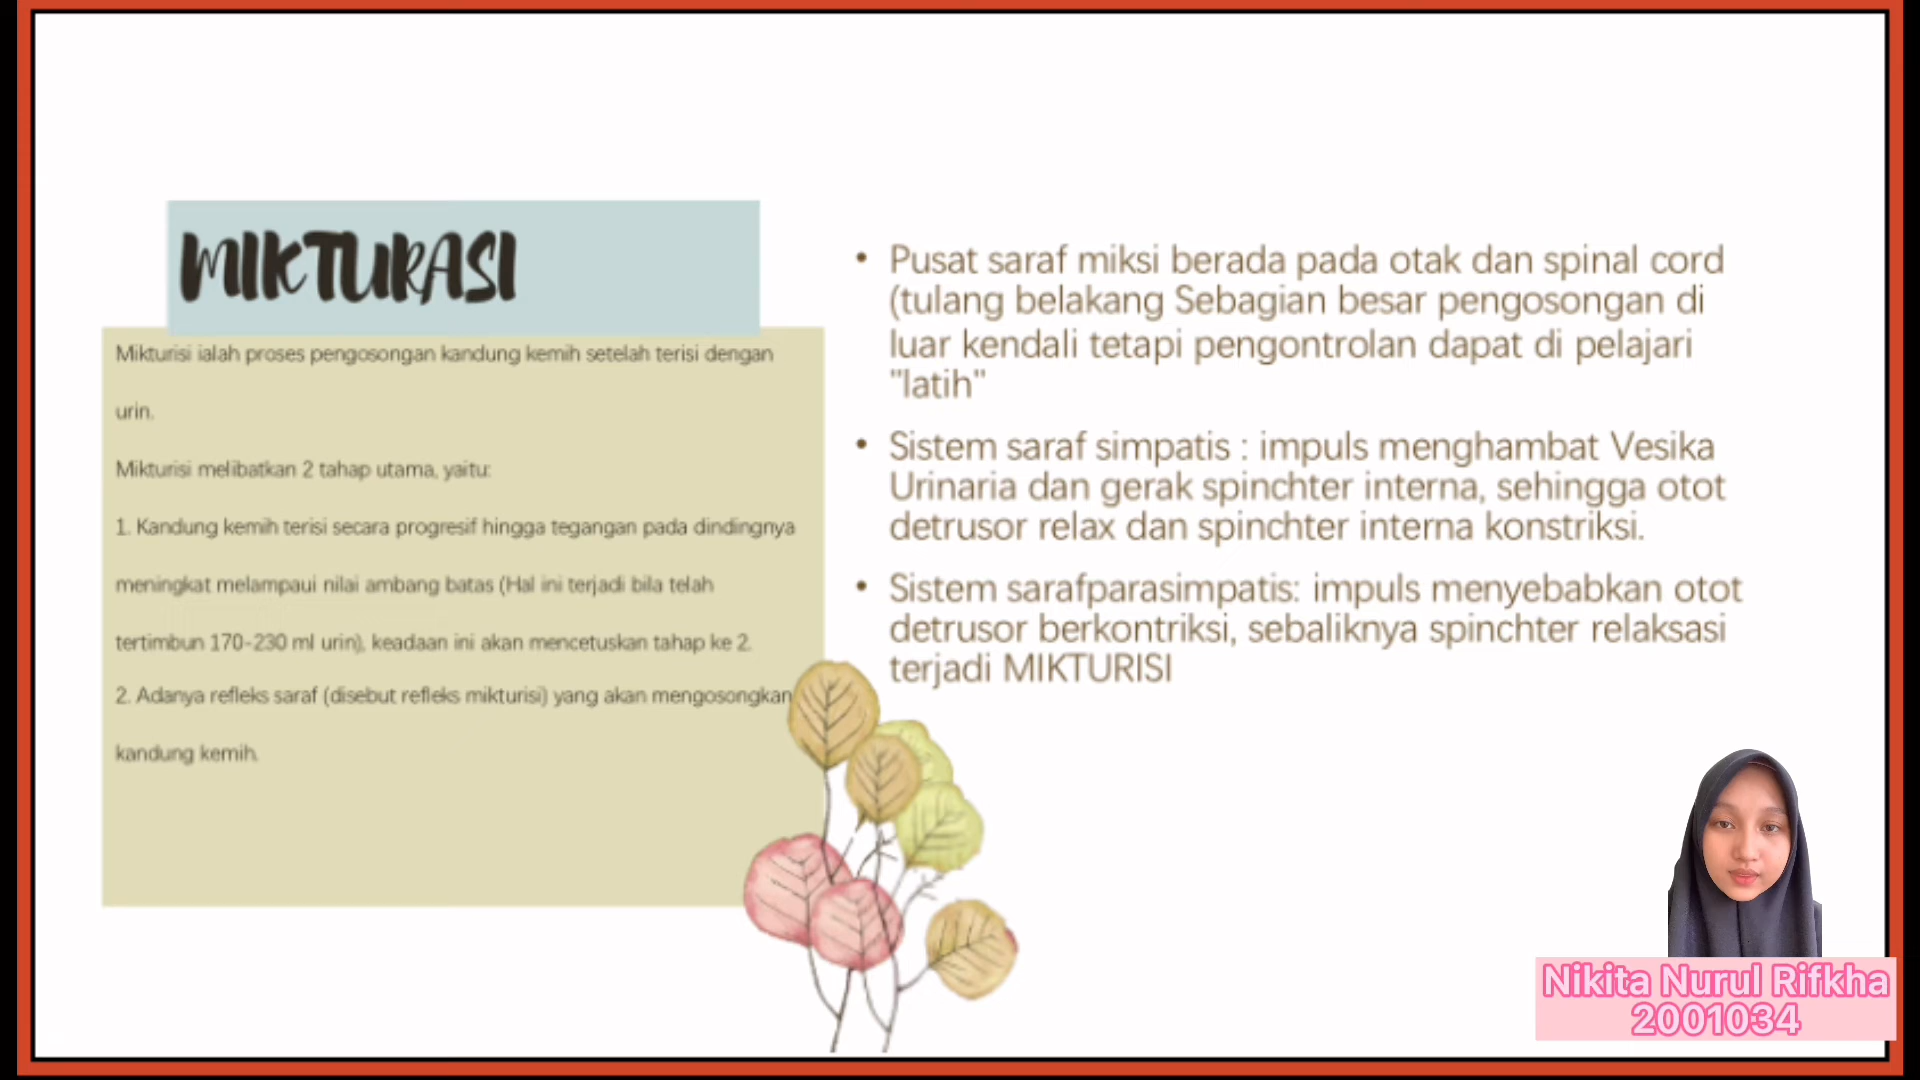 MIKTURASI
Mikturisi ialah proses pengosongan kandung kemih setelah terisi dengan
urin.
Mikturisi melibatkan 2 tahap utama, yaitu:
1. Kandung kemih terisi secara progresif hingga tegangan pada dindingnya
meningkat melampaui nilai ambang batas (Hal ini terjadi bila telah
tertimbun 170-230 ml urin), keadaan ini akan mencetuskan tahap ke 2.
2. Adanya refleks saraf (disebut refleks mikturisi) yang akan mengosongkan
kandung kemih.
• Pusat saraf miksi berada pada otak dan spinal cord
(tulang belakang Sebagian besar pengosongan di
luar kendali tetapi pengontrolan dapat di pelajari
"latih"
• Sistem saraf simpatis : impuls menghambat Vesika
Urinaria dan gerak spinchter interna, sehingga otot
detrusor relax dan spinchter interna konstriksi.
• Sistem sarafparasimpatis: impuls menyebabkan otot
detrusor berkontriksi, sebaliknya spinchter relaksasi
terjadi MIKTURISI
Nikita Nurul Rifkha
2001034